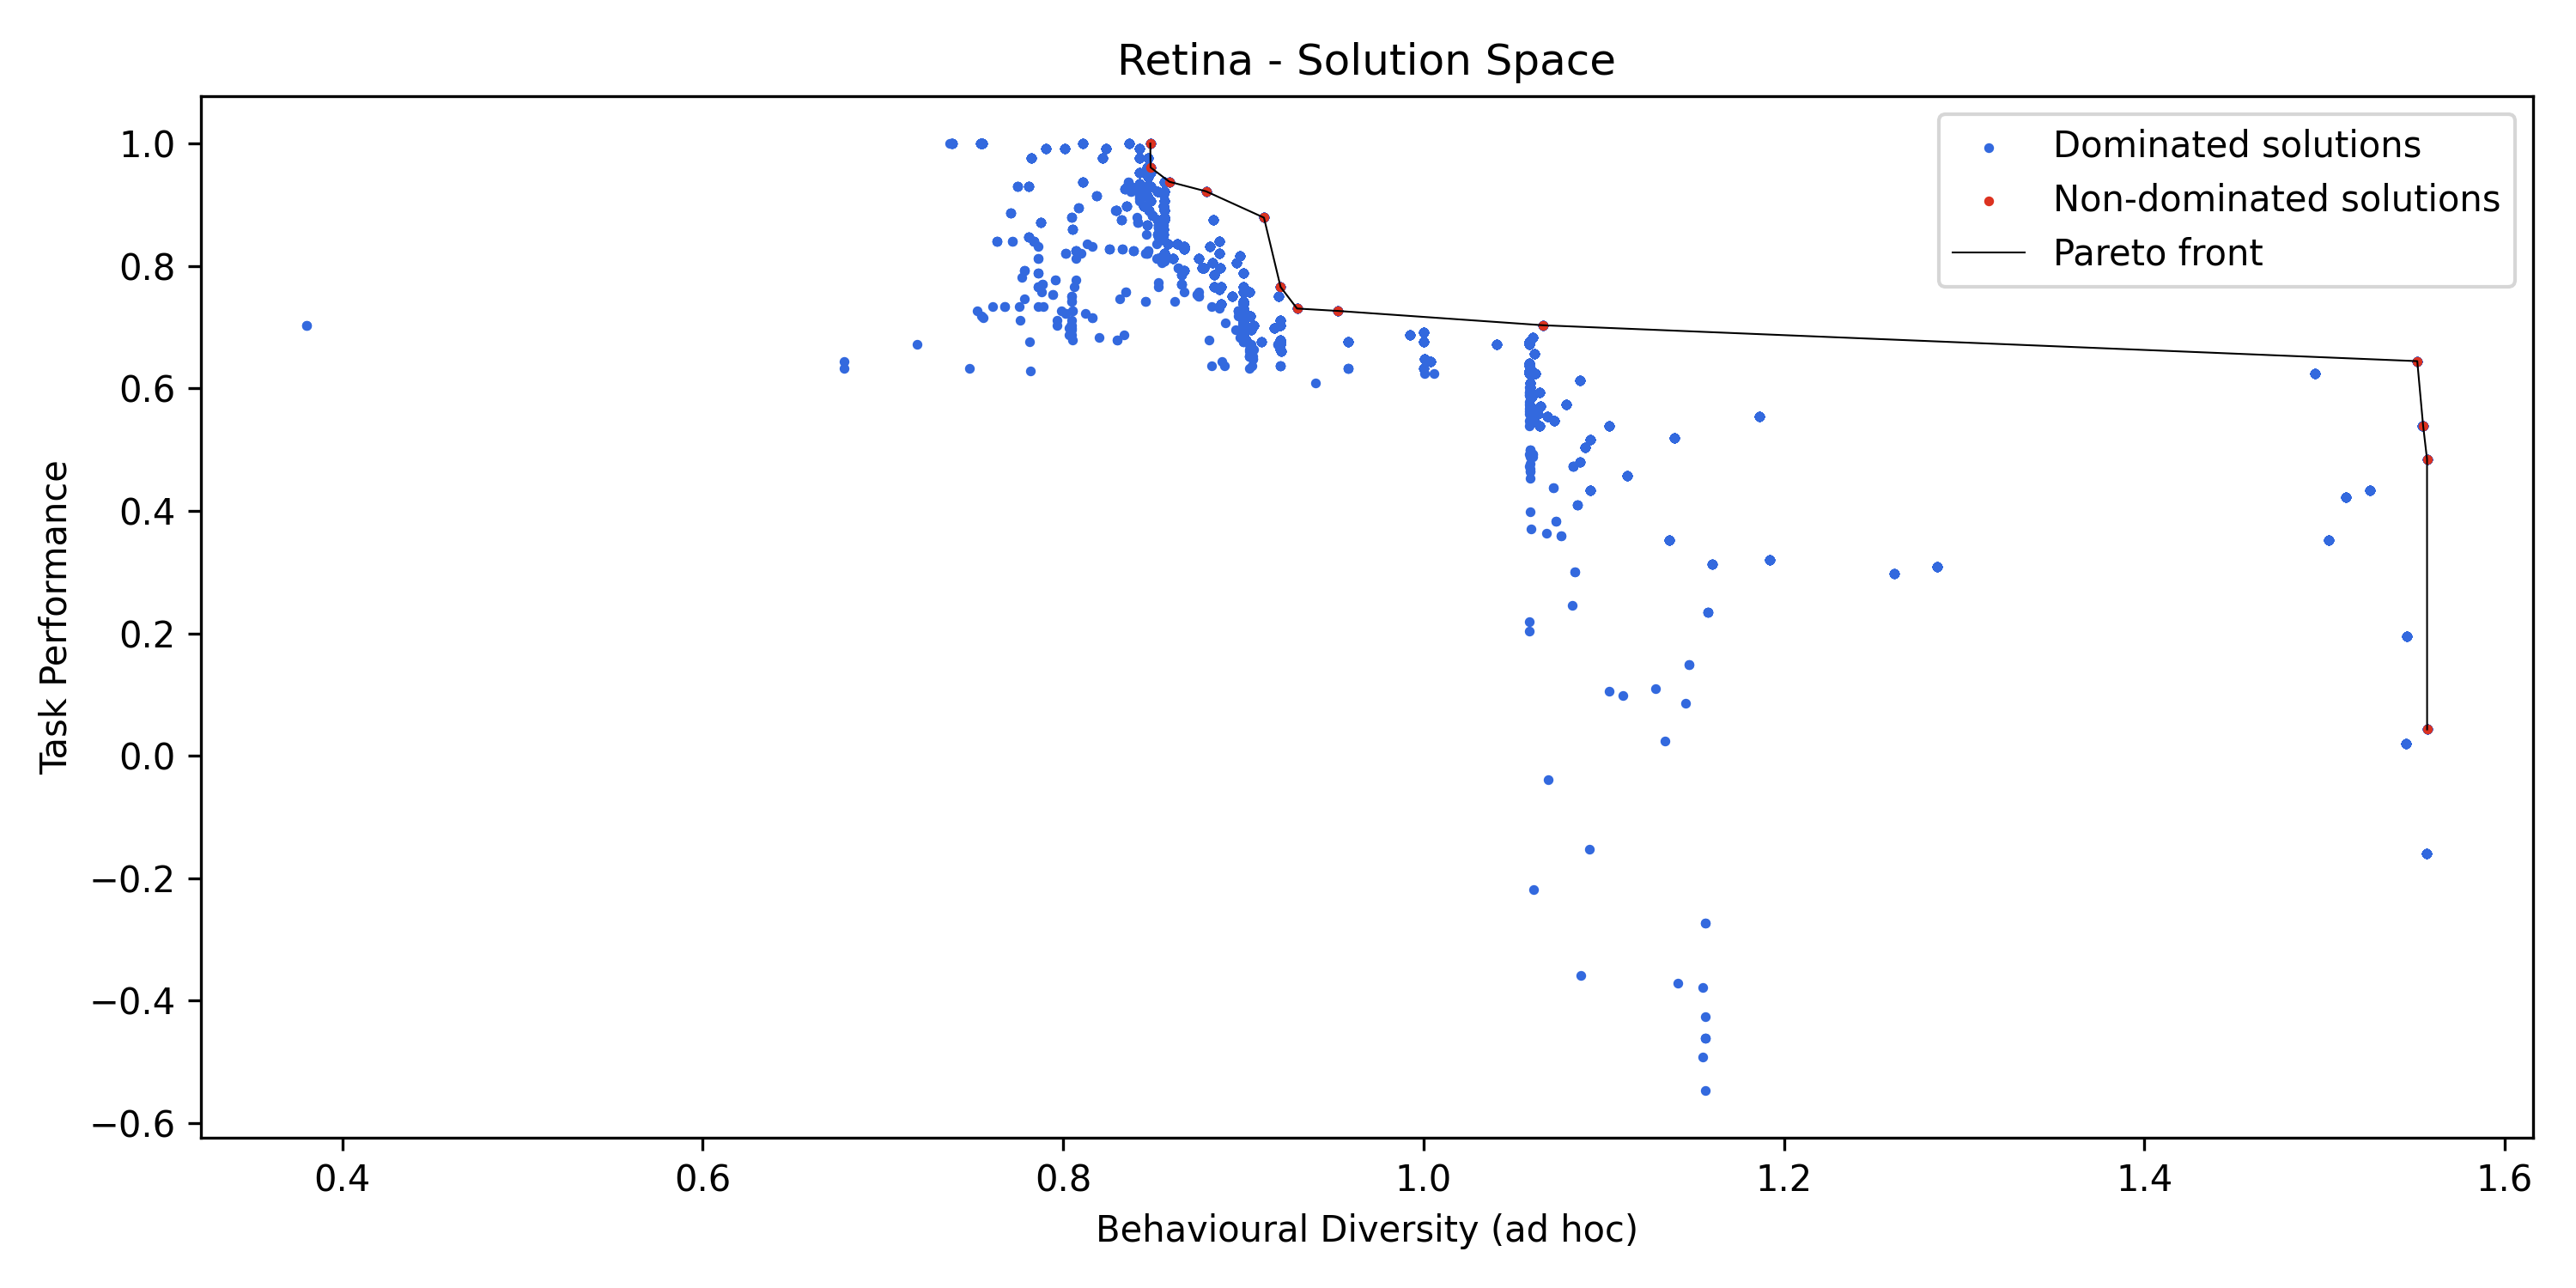 Retina - Solution Space
Dominated solutions
Non-dominated solutions
Pareto front
Task Performance
1.0
0.8
0.6
0.4
0.2
0.0
−0.2
−0.4
−0.6
0.4 0.6 0.8 1.0 1.2 1.4 1.6
Behavioural Diversity (ad hoc)